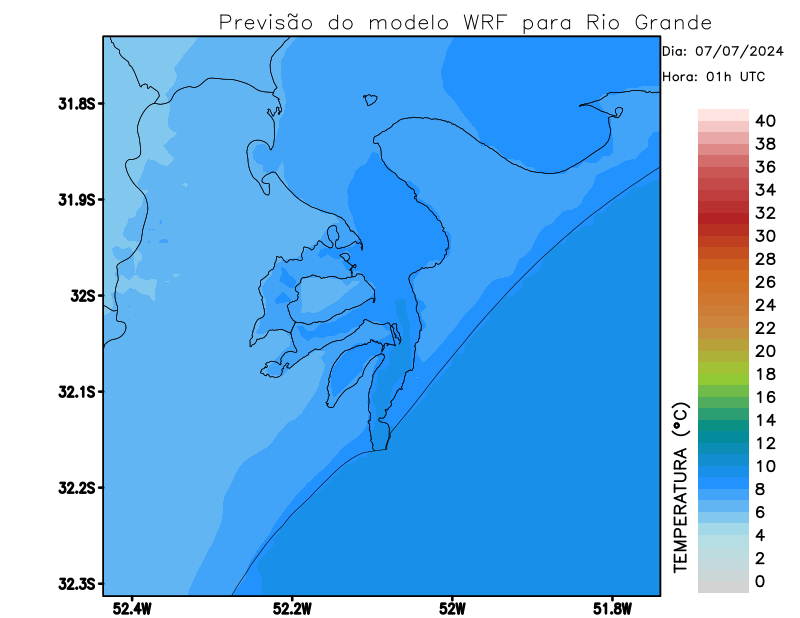 Previsão do modelo WRF para Rio Grande
Dia: 07/07/2024
Hora: 01h UTC
31.8S
31.9S
32S
32.1S
32.2S
32.3S
52.4W
52.2W
52W
51.8W
TEMPERATURA (°C)
40
38
36
34
32
30
28
26
24
22
20
18
16
14
12
10
8
6
4
2
0